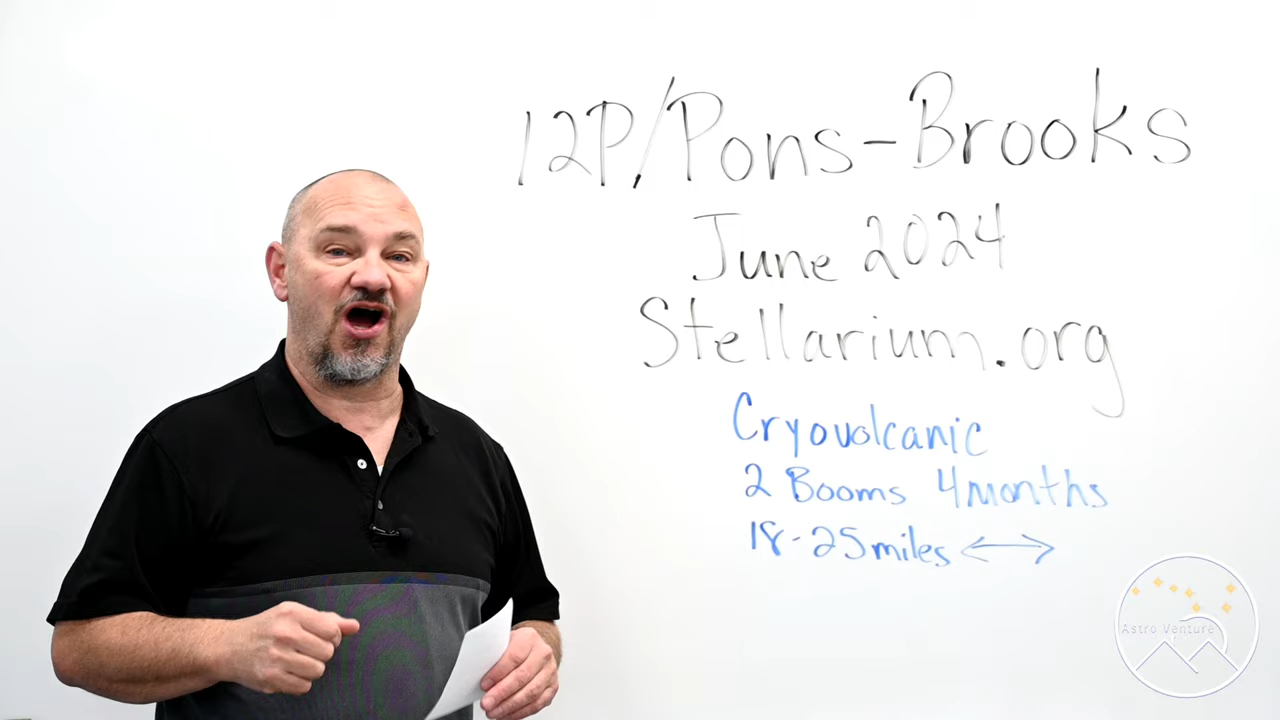 12P/Pons-Brooks
June 2024
Stellarium.org
Cryovolcanic
2 Booms 4months
18-25miles ↔
Astro Venture